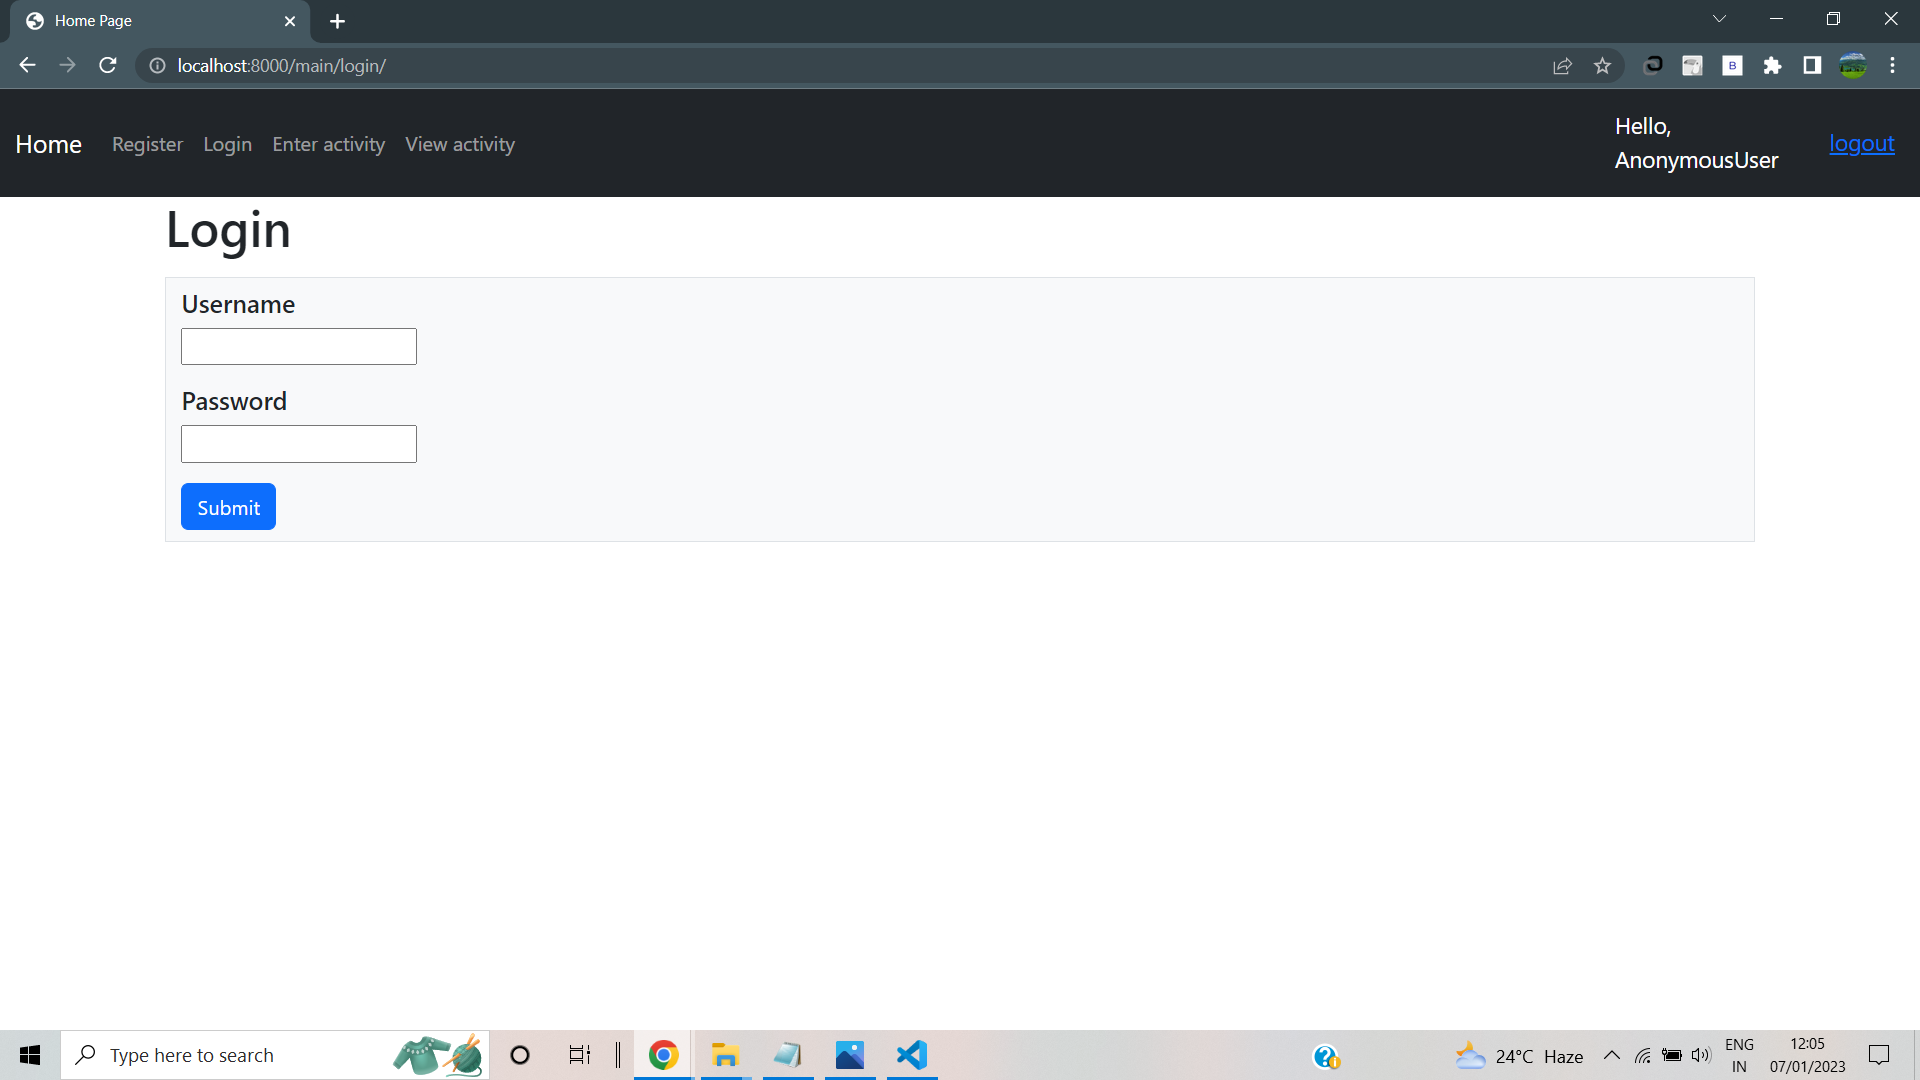 Home Page
localhost:8000/main/login/
B
Home Register Login Enter activity View activity
Hello,
AnonymousUser
logout
Login
Username
Password
Submit
Type here to search
24°C Haze
ENG
IN
12:05
07/01/2023